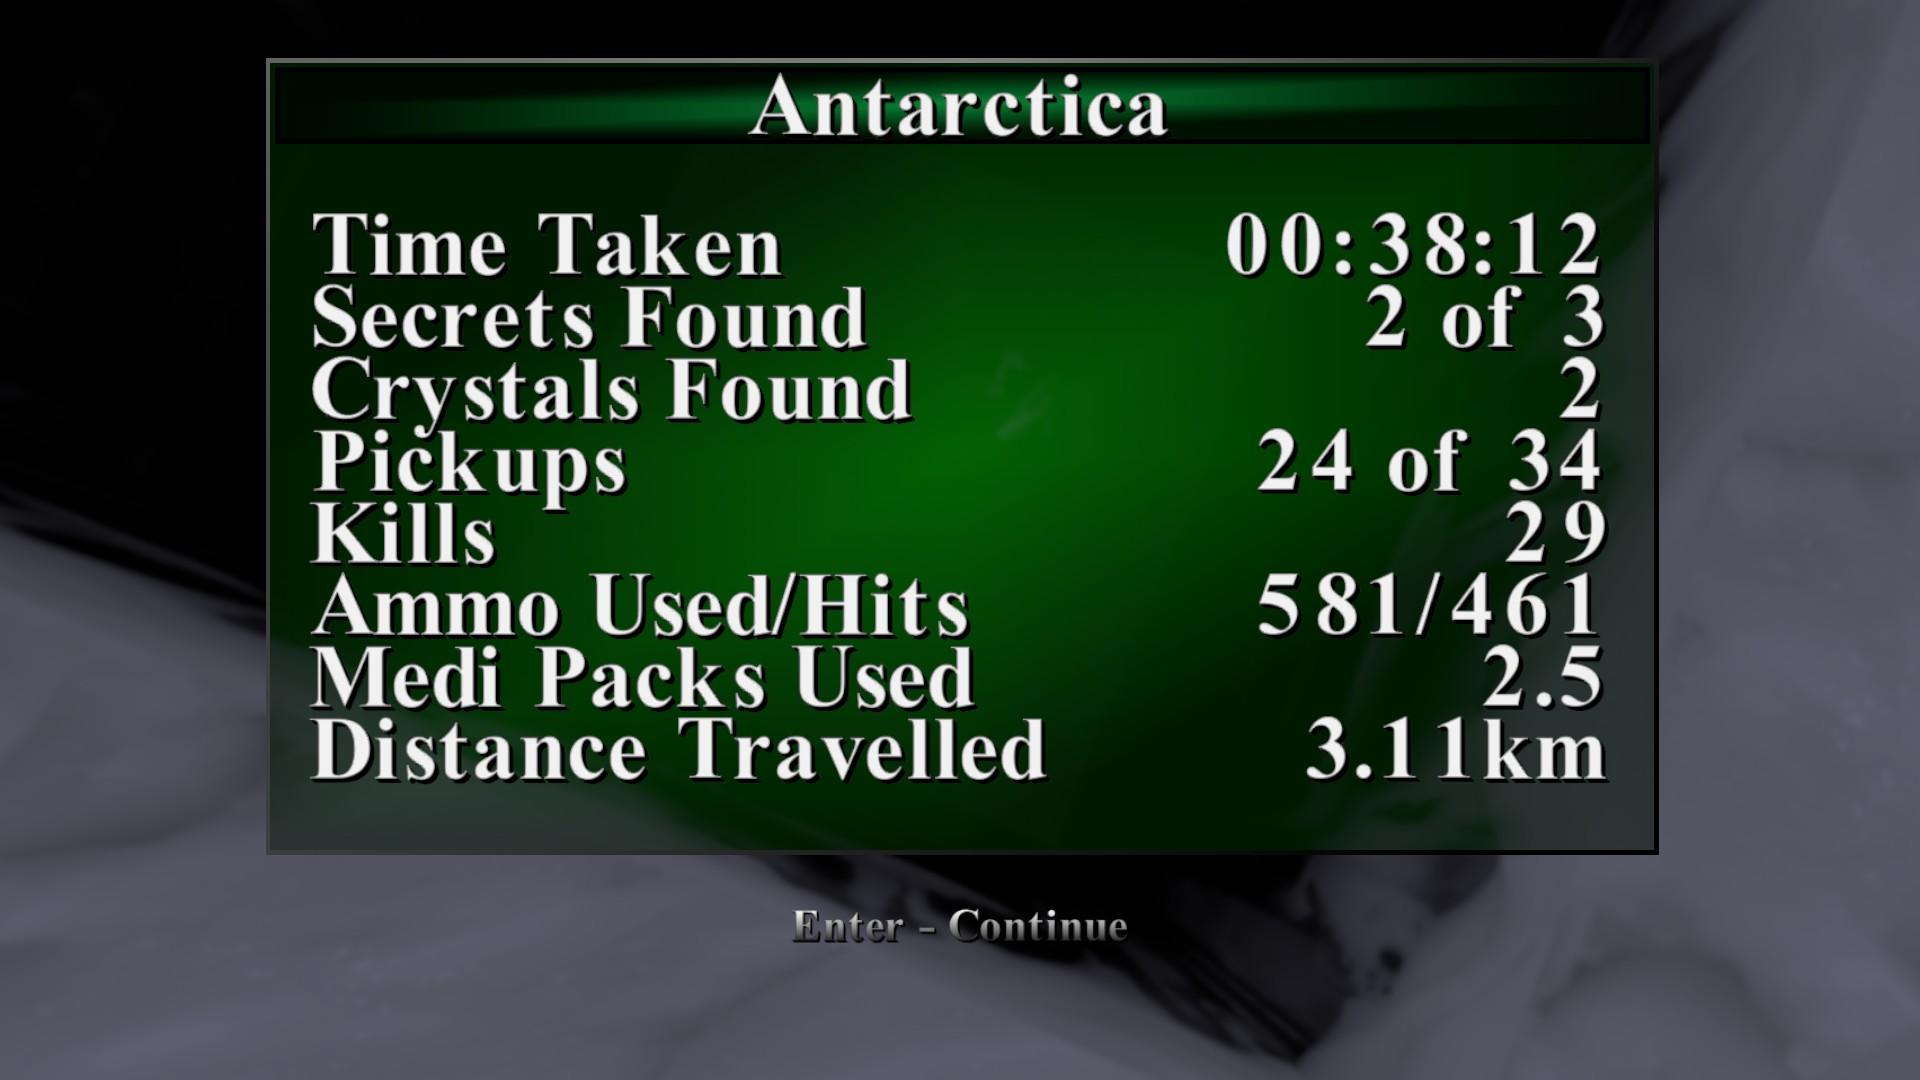 Antarctica
Time Taken 00:38:12
Secrets Found 2 of 3
Crystals Found 2
Pickups 24 of 34
Kills 29
Ammo Used/Hits 581/461
Medi Packs Used 2.5
Distance Travelled 3.11km
Enter - Continue